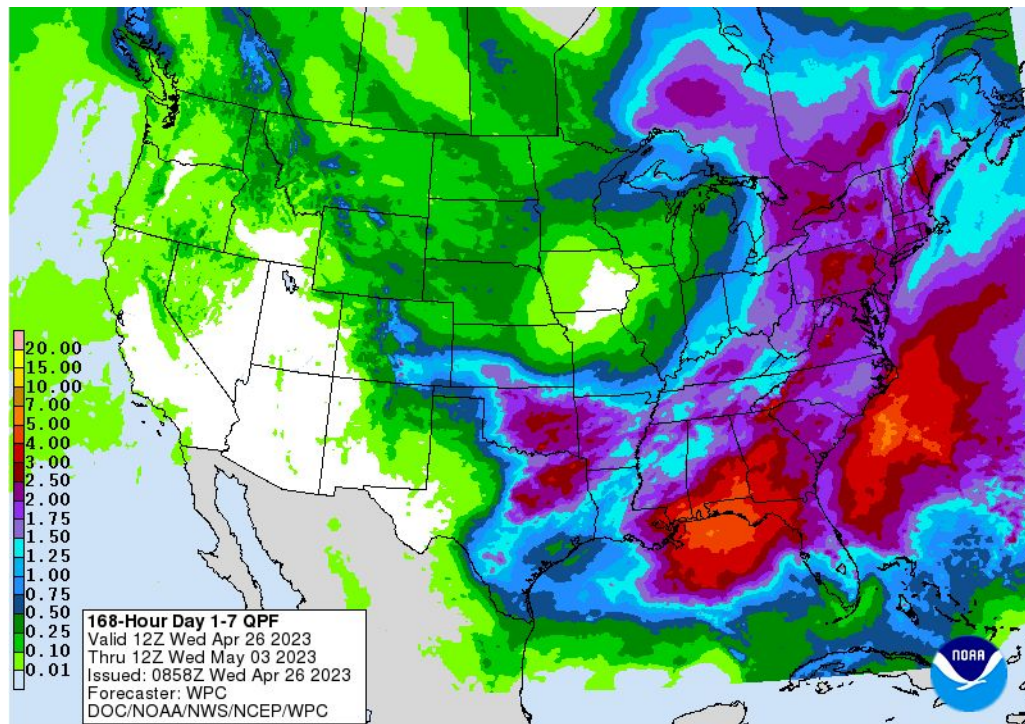 20.00
15.00
10.00
7.00
5.00
4.00
3.00
2.50
2.00
1.75
1.50
1.25
1.00
0.75
0.50
0.25
0.10
0.01
168-Hour Day 1-7 QPF
Valid 12Z Wed Apr 26 2023
Thru 12Z Wed May 03 2023
Issued: 0858Z Wed Apr 26 2023
Forecaster: WPC
DOC/NOAA/NWS/NCEP/WPC
NOAA